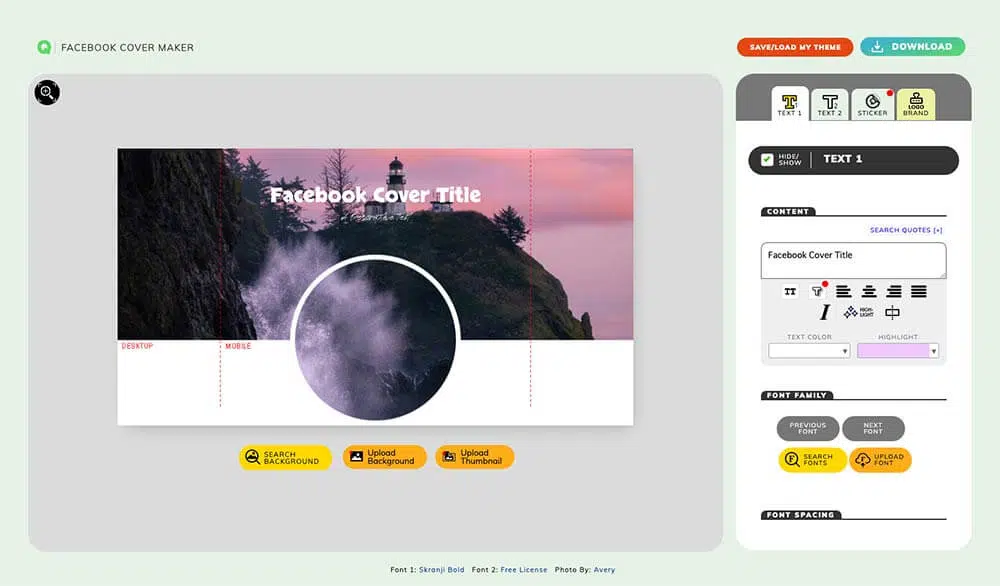 FACEBOOK COVER MAKER
SAVE/LOAD MY THEME
DOWNLOAD
TEXT 1
TEXT 2
STICKER
LOGO
BRAND
HIDE/
SHOW
TEXT 1
Facebook Cover Title
CONTENT
SEARCH QUOTES [+]
Facebook Cover Title
TT
T
I
HIGH-
LIGHT
TEXT COLOR
HIGHLIGHT
DESKTOP
MOBILE
FONT FAMILY
PREVIOUS
FONT
NEXT
FONT
SEARCH
BACKGROUND
Upload
Background
Upload
Thumbnail
SEARCH
FONTS
UPLOAD
FONT
FONT SPACING
Font 1: Skranji Bold Font 2: Free License Photo By: Avery